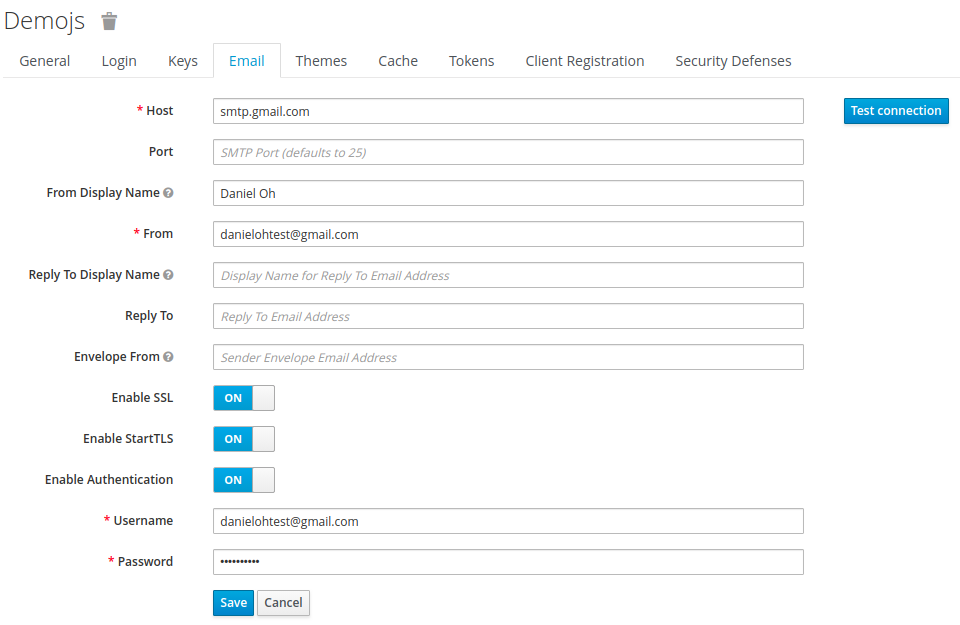 Demojs
General Login Keys Email Themes Cache Tokens Client Registration Security Defenses
* Host smtp.gmail.com Test connection
Port SMTP Port (defaults to 25)
From Display Name ? Daniel Oh
* From danielohtest@gmail.com
Reply To Display Name ? Display Name for Reply To Email Address
Reply To Reply To Email Address
Envelope From ? Sender Envelope Email Address
Enable SSL ON
Enable StartTLS ON
Enable Authentication ON
* Username danielohtest@gmail.com
* Password ••••••••••
Save Cancel